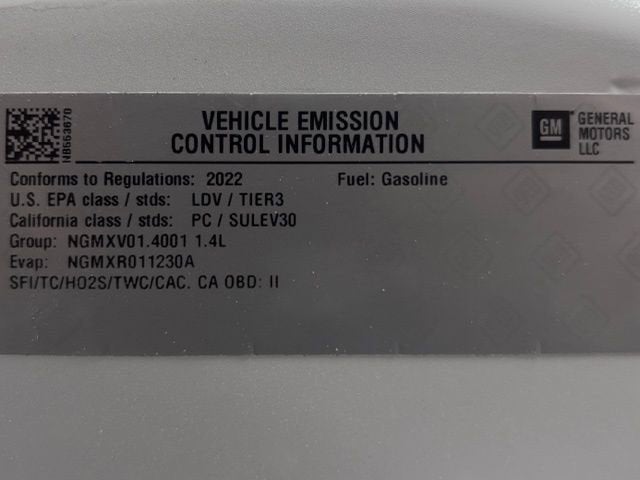 VEHICLE EMISSION
CONTROL INFORMATION
GM
GENERAL
MOTORS
LLC
Conforms to Regulations: 2022 Fuel: Gasoline
U.S. EPA class / stds: LDV / TIER3
California class / stds: PC / SULEV30
Group: NGMXV01.4001 1.4L
Evap: NGMXR011230A
SFI/TC/HO2S/TWC/CAC. CA OBD: II